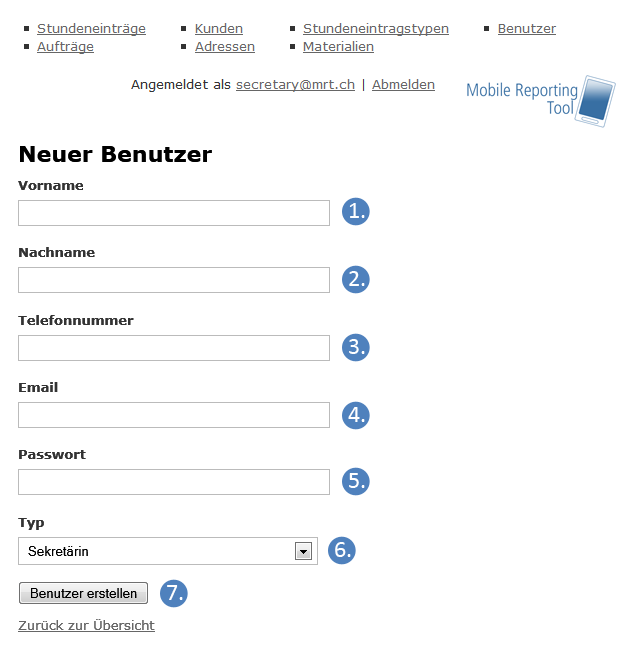 Stundeneinträge Kunden Stundeneintragstypen Benutzer
Aufträge Adressen Materialien
Angemeldet als secretary@mrt.ch | Abmelden
Mobile Reporting
Tool
Neuer Benutzer
Vorname
1.
Nachname
2.
Telefonnummer
3.
Email
4.
Passwort
5.
Typ
Sekretärin 6.
Benutzer erstellen 7.
Zurück zur Übersicht